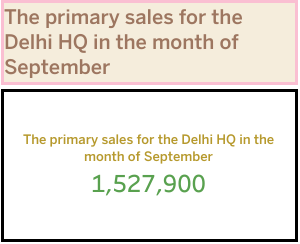 The primary sales for the
Delhi HQ in the month of
September
The primary sales for the Delhi HQ in the
month of September
1,527,900